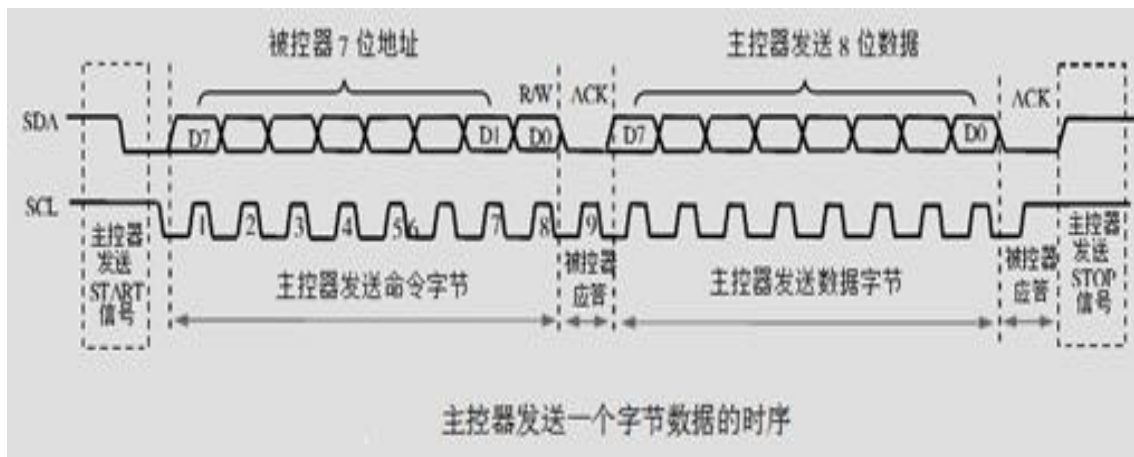 被控器 7 位地址
主控器发送 8 位数据
R/W
ACK
ACK
SDA
D7
D1
D0
D7
D0
SCL
1
2
3
4
5
6
7
8
9
主控器
发送
START
信号
主控器发送命令字节
被控器
应答
主控器发送数据字节
被控器
应答
主控器
发送
STOP
信号
主控器发送一个字节数据的时序